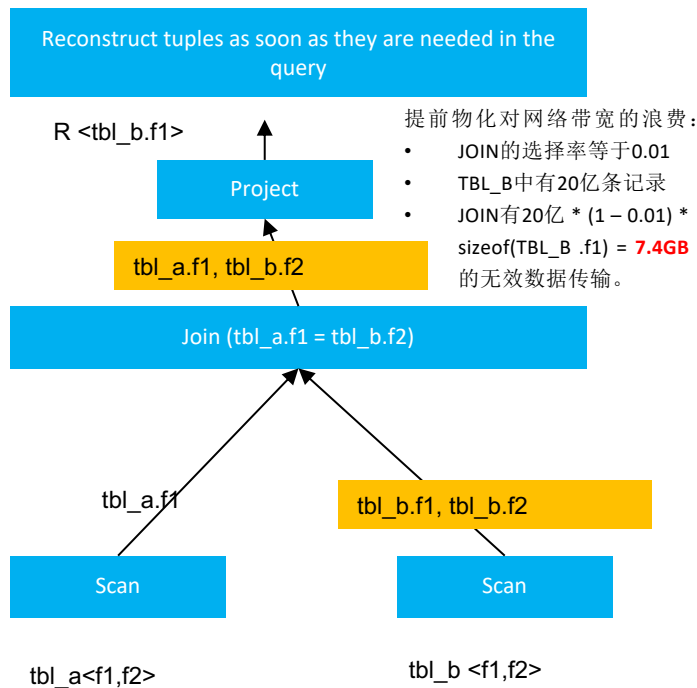 Reconstruct tuples as soon as they are needed in the
query
R <tbl_b.f1>
Project
提前物化对网络带宽的浪费：
• JOIN的选择率等于0.01
• TBL_B中有20亿条记录
• JOIN有20亿 * (1 – 0.01) *
sizeof(TBL_B .f1) = 7.4GB
的无效数据传输。
tbl_a.f1, tbl_b.f2
Join (tbl_a.f1 = tbl_b.f2)
tbl_a.f1
tbl_b.f1, tbl_b.f2
Scan
Scan
tbl_a<f1,f2>
tbl_b <f1,f2>